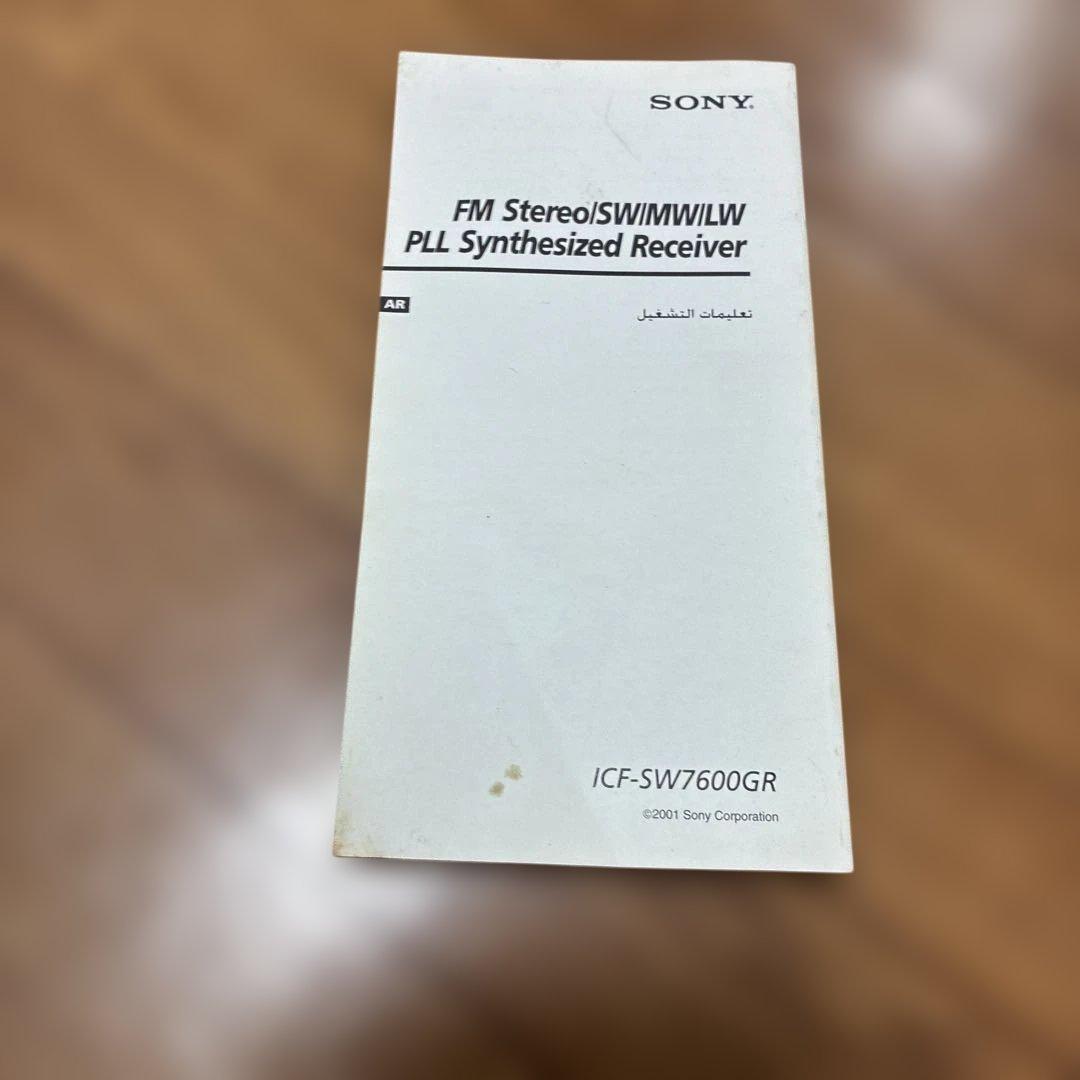 SONY®
FM Stereo/SW/MW/LW
PLL Synthesized Receiver
AR
تعليمات التشغيل
ICF-SW7600GR
©2001 Sony Corporation